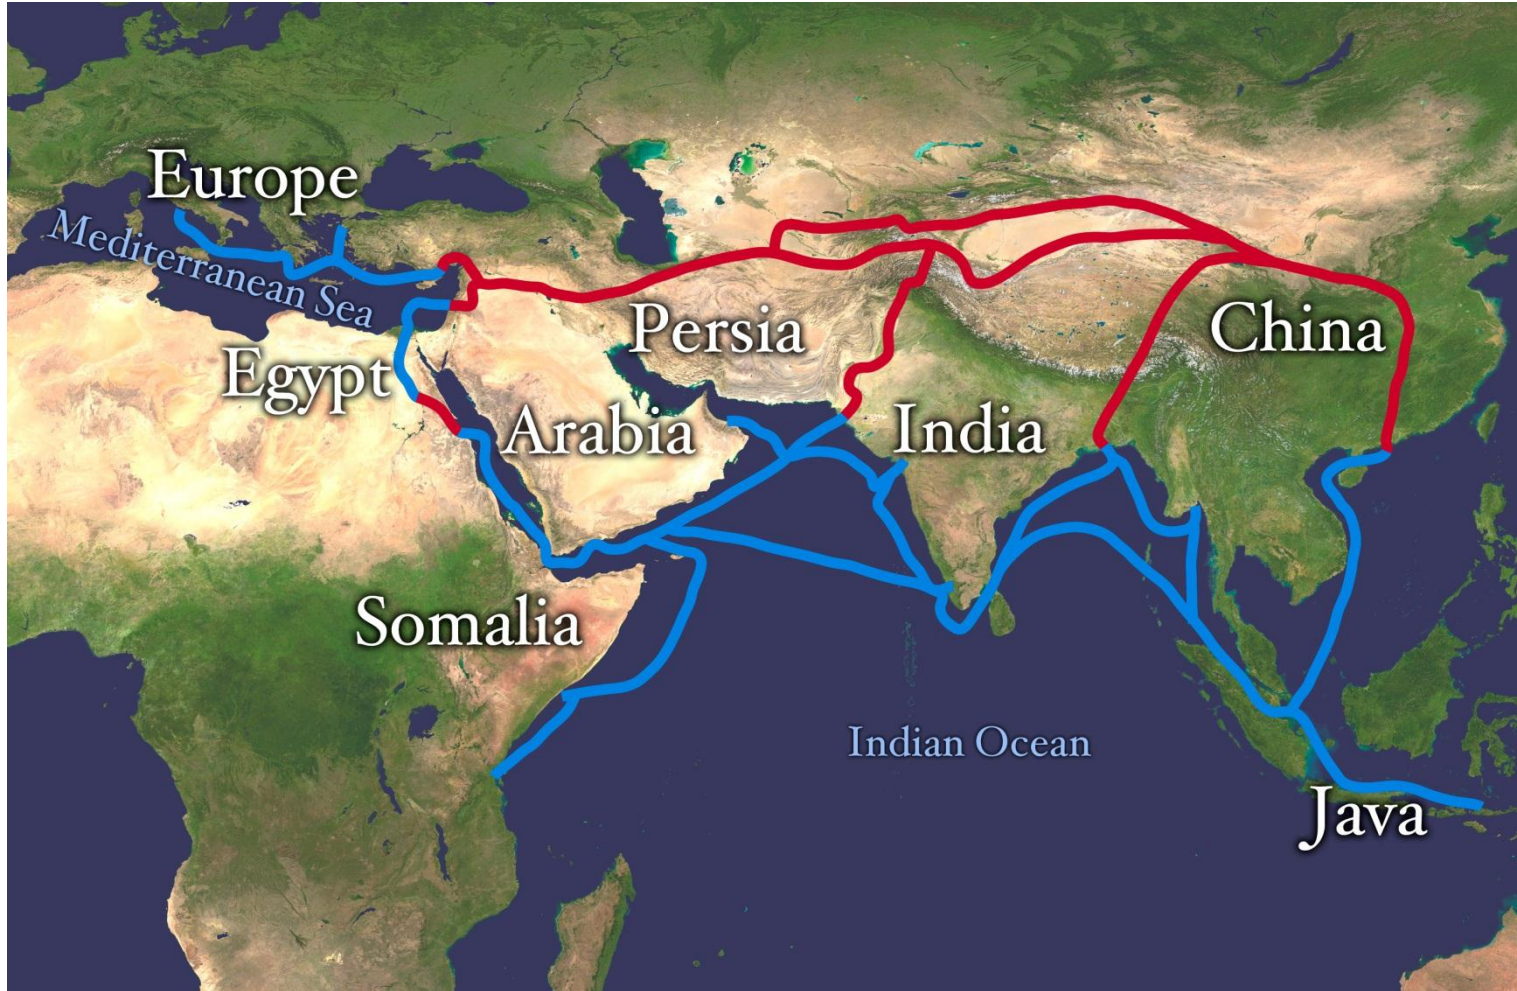 Europe
Mediterranean Sea
Persia
China
Egypt
Arabia
India
Somalia
Indian Ocean
Java